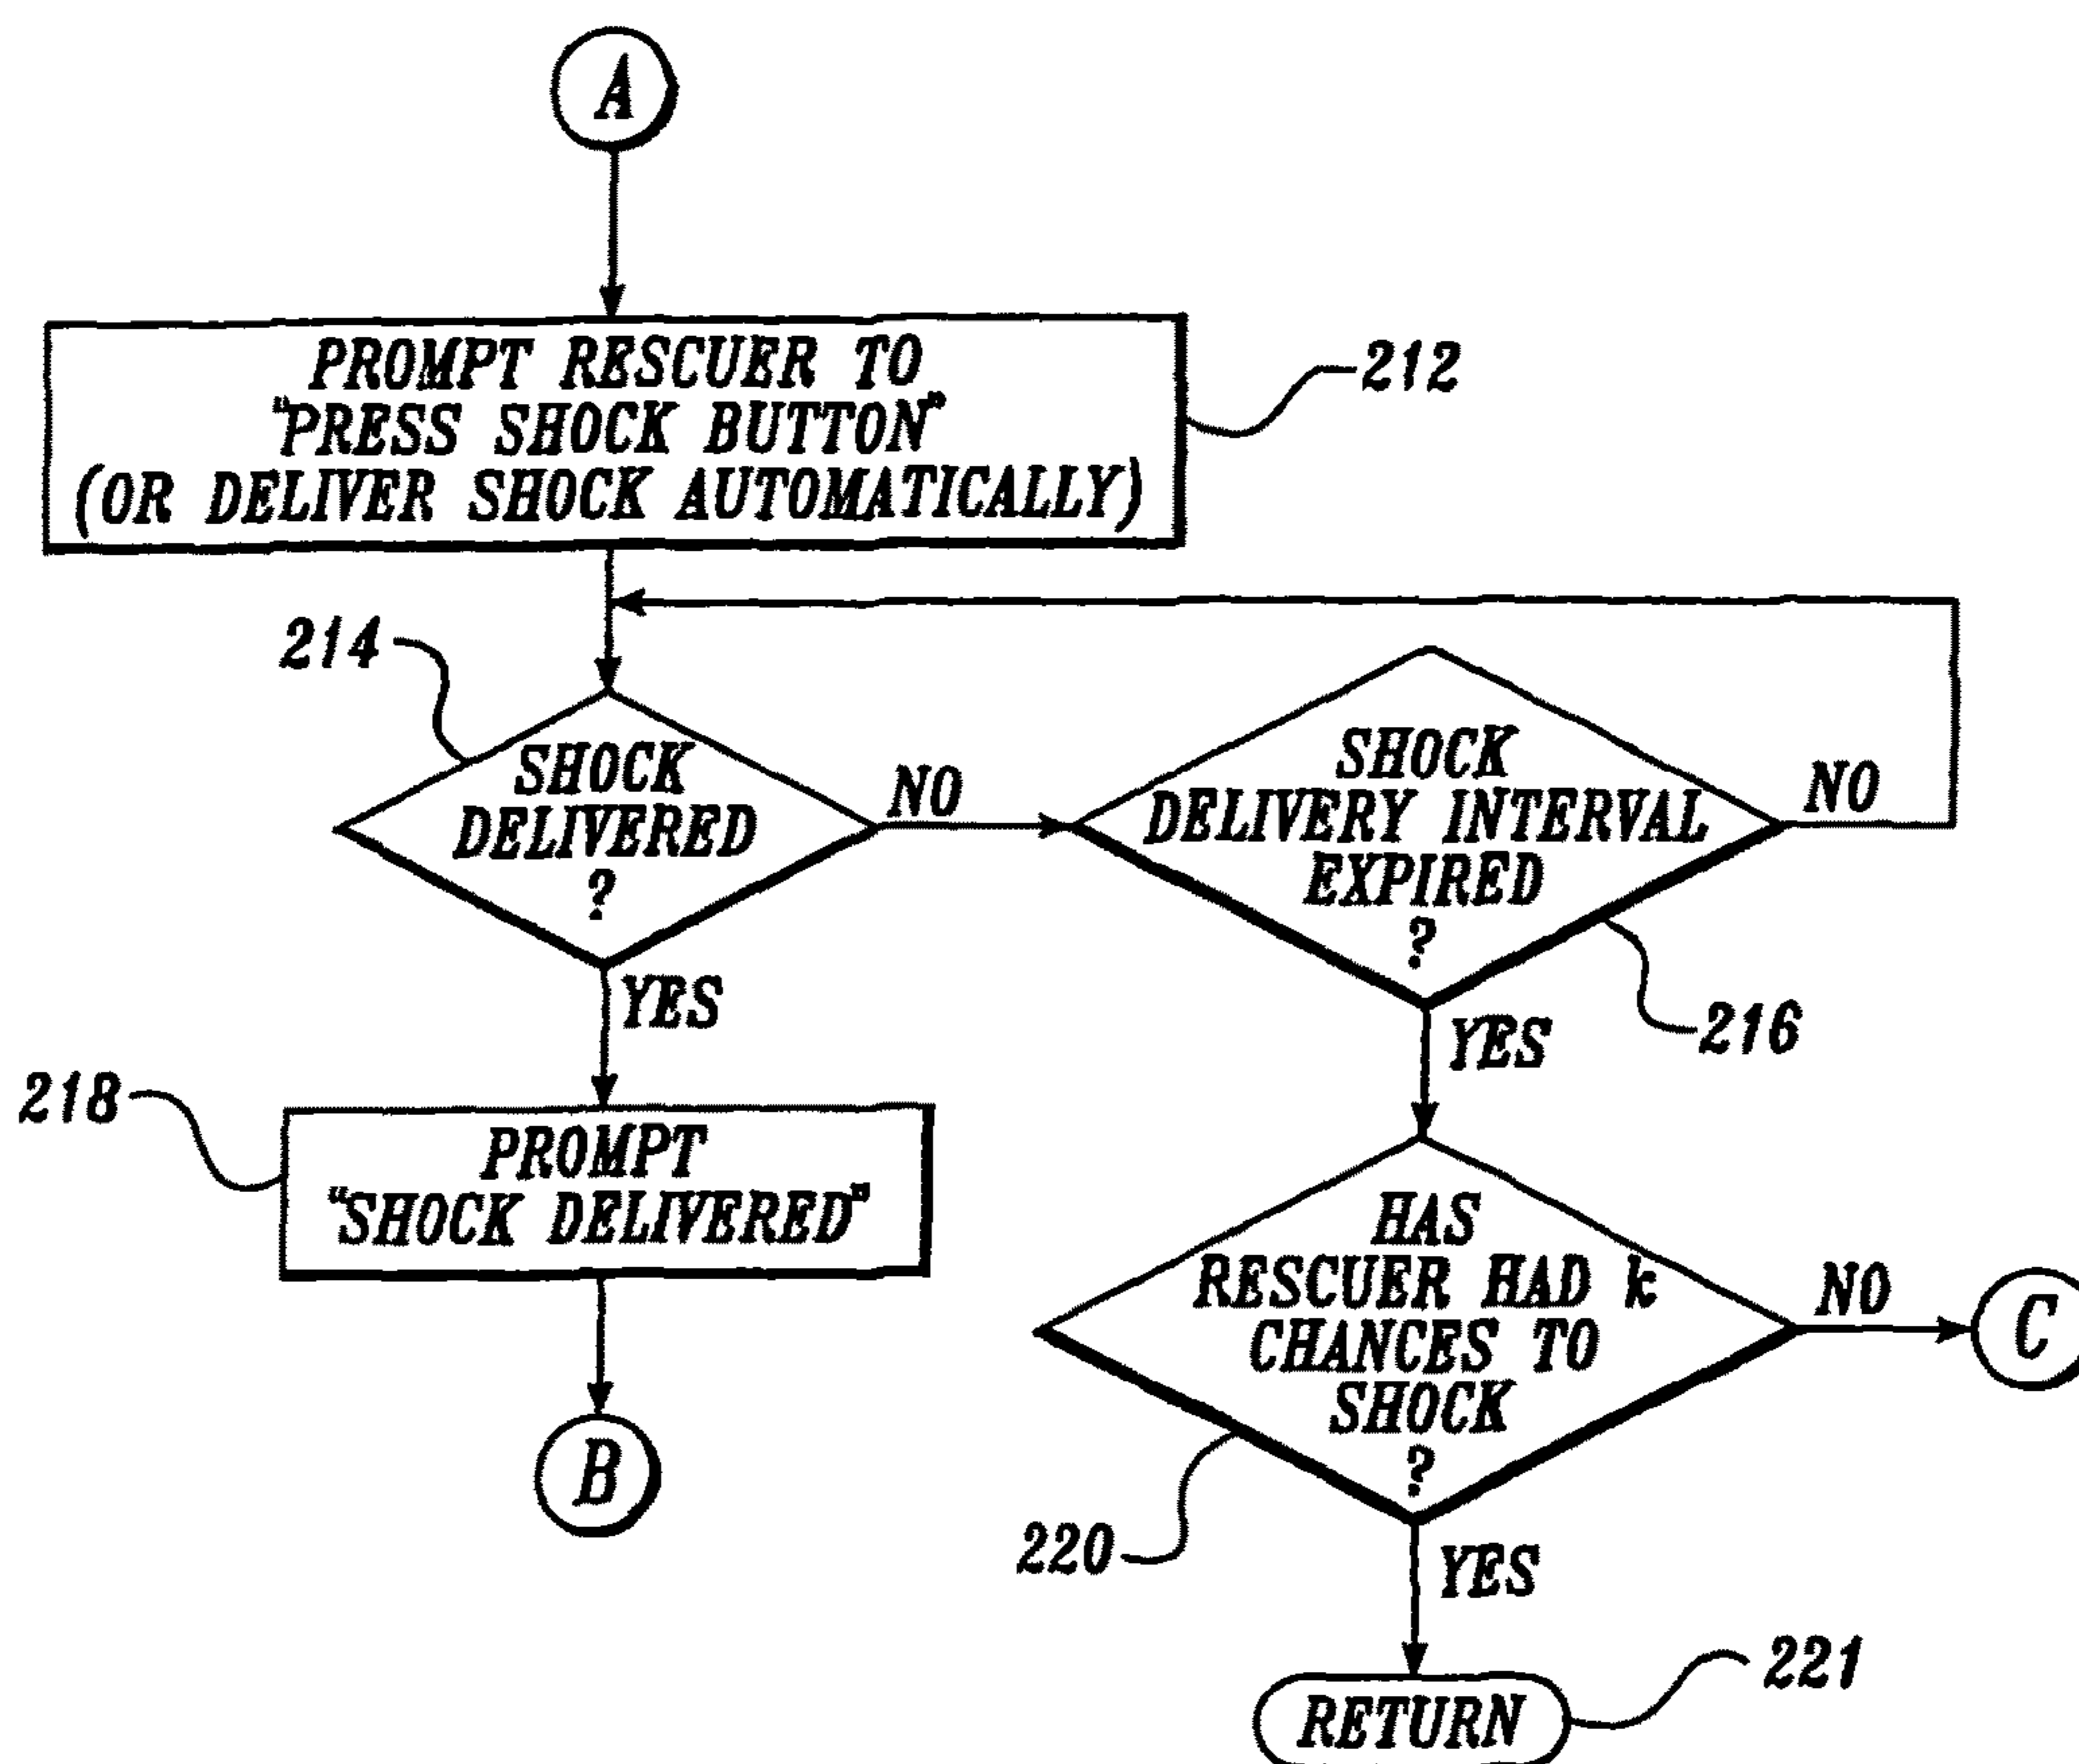 A
PROMPT RESCUER TO
"PRESS SHOCK BUTTON"
(OR DELIVER SHOCK AUTOMATICALLY)
212
214
SHOCK
DELIVERED
?
NO
SHOCK
DELIVERY INTERVAL
EXPIRED
?
NO
216
YES
YES
218
PROMPT
"SHOCK DELIVERED"
B
HAS
RESCUER HAD k
CHANCES TO
SHOCK
?
NO
C
220
YES
RETURN
221